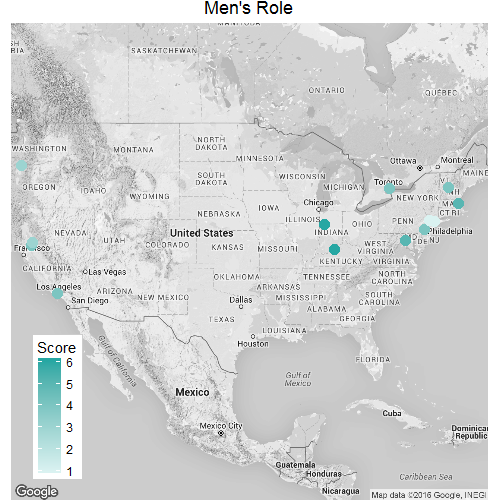 Men's Role
SASKATCHEWAN
ONTARIO
QUÉBEC
WASHINGTON
MONTANA
NORTH
DAKOTA
MINNESOTA
Ottawa
Montreal
MAINE
OREGON
IDAHO
SOUTH
DAKOTA
WISCONSIN
MICHIGAN
Toronto
VT
NH
WYOMING
NEW YORK
MA
CT RI
NEBRASKA
IOWA
Chicago
ILLINOIS
INDIANA
OHIO
PENN
Philadelphia
NEVADA
UTAH
COLORADO
United States
KANSAS
MISSOURI
WEST
VIRGINIA
MD
DE
NJ
San
Francisco
CALIFORNIA
Las Vegas
KENTUCKY
VIRGINIA
Los Angeles
San Diego
ARIZONA
NEW MEXICO
OKLAHOMA
ARKANSAS
TENNESSEE
NORTH
CAROLINA
MISSISSIPPI
SOUTH
CAROLINA
Dallas
TEXAS
ALABAMA
GEORGIA
LOUISIANA
Houston
FLORIDA
Gulf of
California
Gulf of
Mexico
Mexico
Mexico City
Cuba
Dominican
Republic
Guatemala
Honduras
Nicaragua
Caribbean Sea
Score
6
5
4
3
2
1
Google
Map data ©2016 Google, INEGI